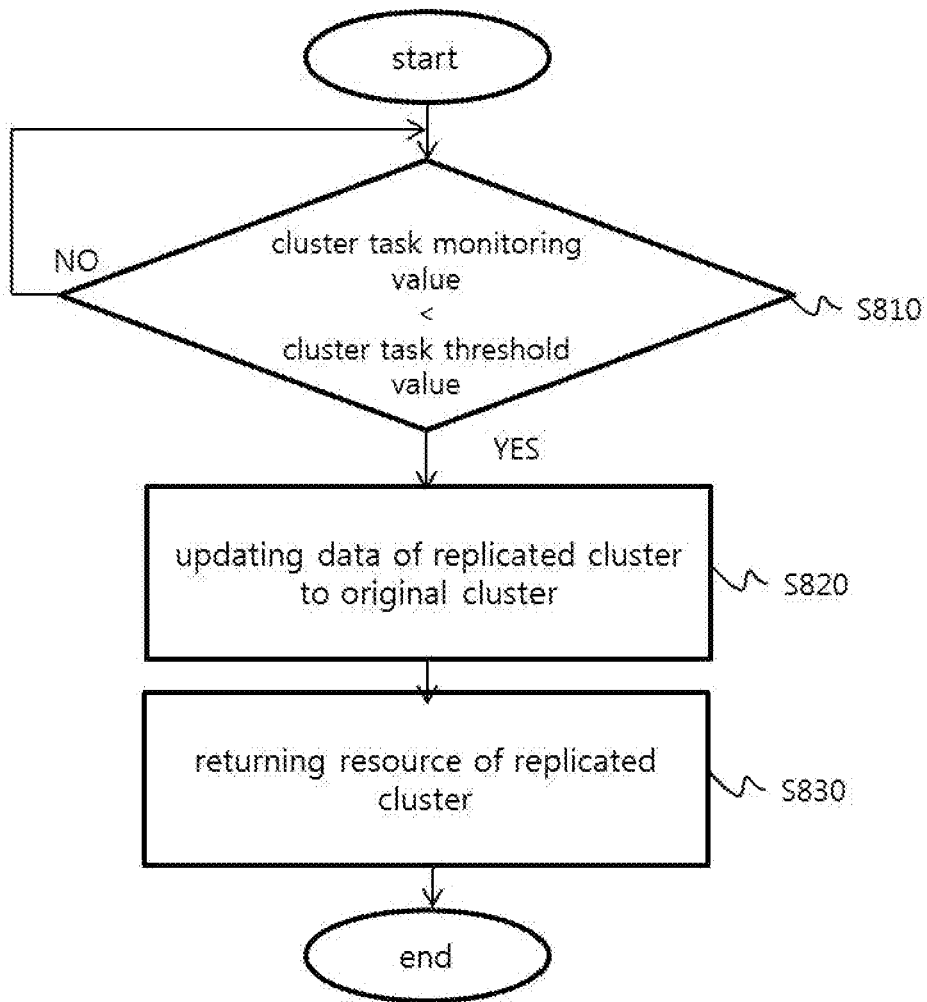 start
NO
cluster task monitoring
value
<
cluster task threshold
value
S810
YES
updating data of replicated cluster
to original cluster
S820
returning resource of replicated
cluster
S830
end